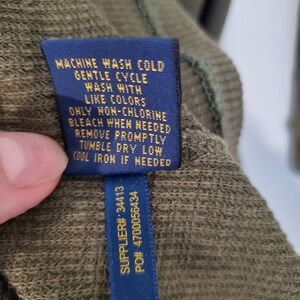 MACHINE WASH COLD
GENTLE CYCLE
WASH WITH
LIKE COLORS
ONLY NON-CHLORINE
BLEACH WHEN NEEDED
REMOVE PROMPTLY
TUMBLE DRY LOW
COOL IRON IF NEEDED
SUPPLIER#: 34413
PO#: 4700056434